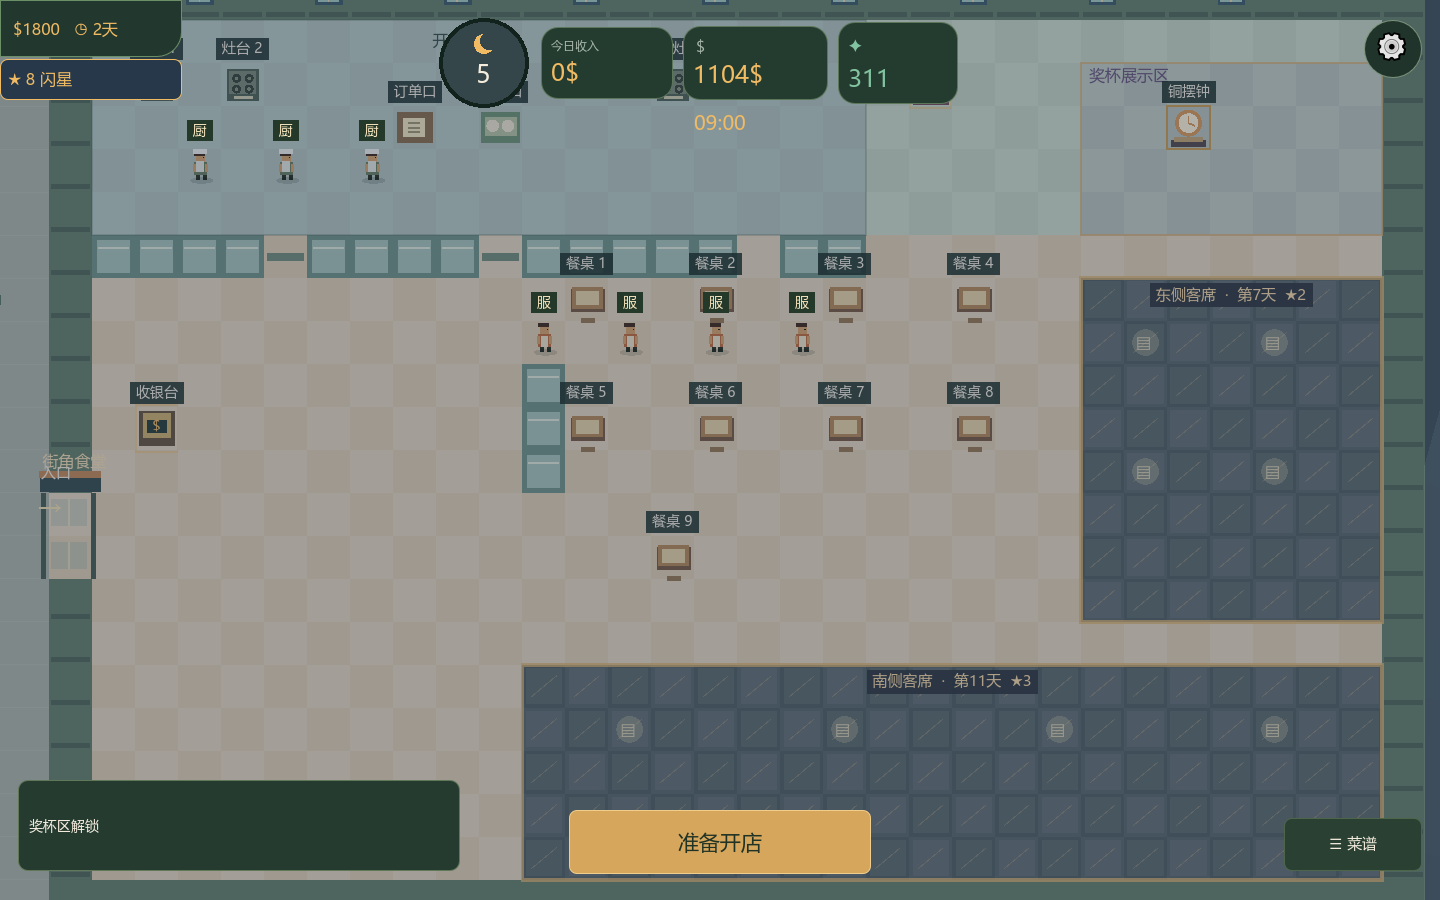 $1800 ◷ 2天
★ 8 闪星
灶台 2
开
5
今日收入
0$
灶
$
1104$
✦
311
09:00
奖杯展示区
铜摆钟
订单口
厨
厨
厨
餐桌 1
餐桌 2
餐桌 3
餐桌 4
服
服
服
服
东侧客席 · 第7天 ★2
收银台
$
餐桌 5
餐桌 6
餐桌 7
餐桌 8
街角食
入口
餐桌 9
南侧客席 · 第11天 ★3
奖杯区解锁
准备开店
☰ 菜谱